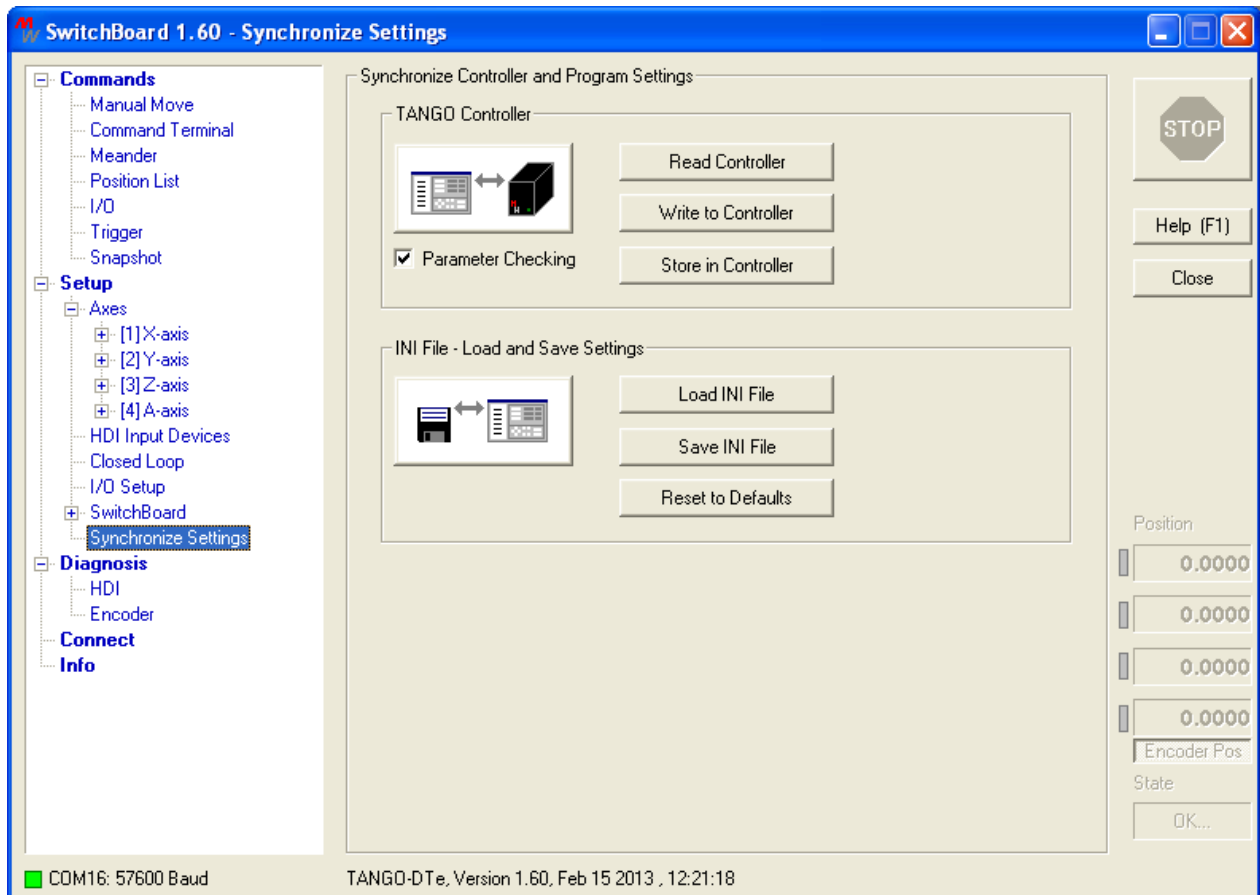 SwitchBoard 1.60 - Synchronize Settings
Commands
Manual Move
Command Terminal
Meander
Position List
I/O
Trigger
Snapshot
Setup
Axes
[1] X-axis
[2] Y-axis
[3] Z-axis
[4] A-axis
HDI Input Devices
Closed Loop
I/O Setup
SwitchBoard
Synchronize Settings
Diagnosis
HDI
Encoder
Connect
Info
Synchronize Controller and Program Settings
TANGO Controller
Read Controller
Write to Controller
Parameter Checking
Store in Controller
INI File - Load and Save Settings
Load INI File
Save INI File
Reset to Defaults
STOP
Help (F1)
Close
Position
0.0000
0.0000
0.0000
0.0000
Encoder Pos
State
OK...
COM16: 57600 Baud
TANGO-DTe, Version 1.60, Feb 15 2013 , 12:21:18